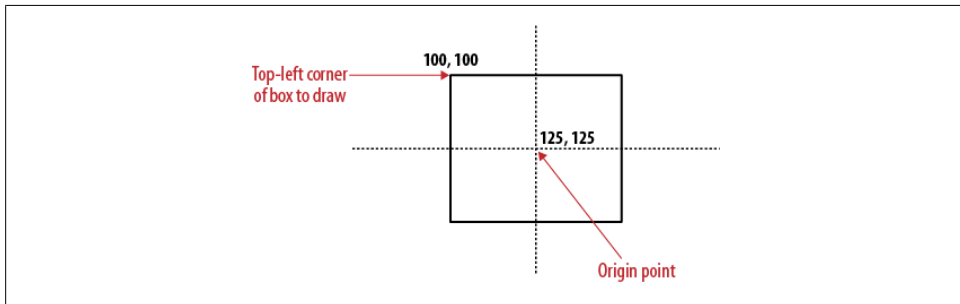 100, 100
Top-left corner
of box to draw
125, 125
Origin point